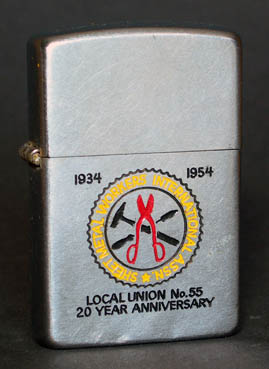 1934 1954
SHEET METAL WORKERS INTERNATIONAL ASSN.
LOCAL UNION No. 55
20 YEAR ANNIVERSARY